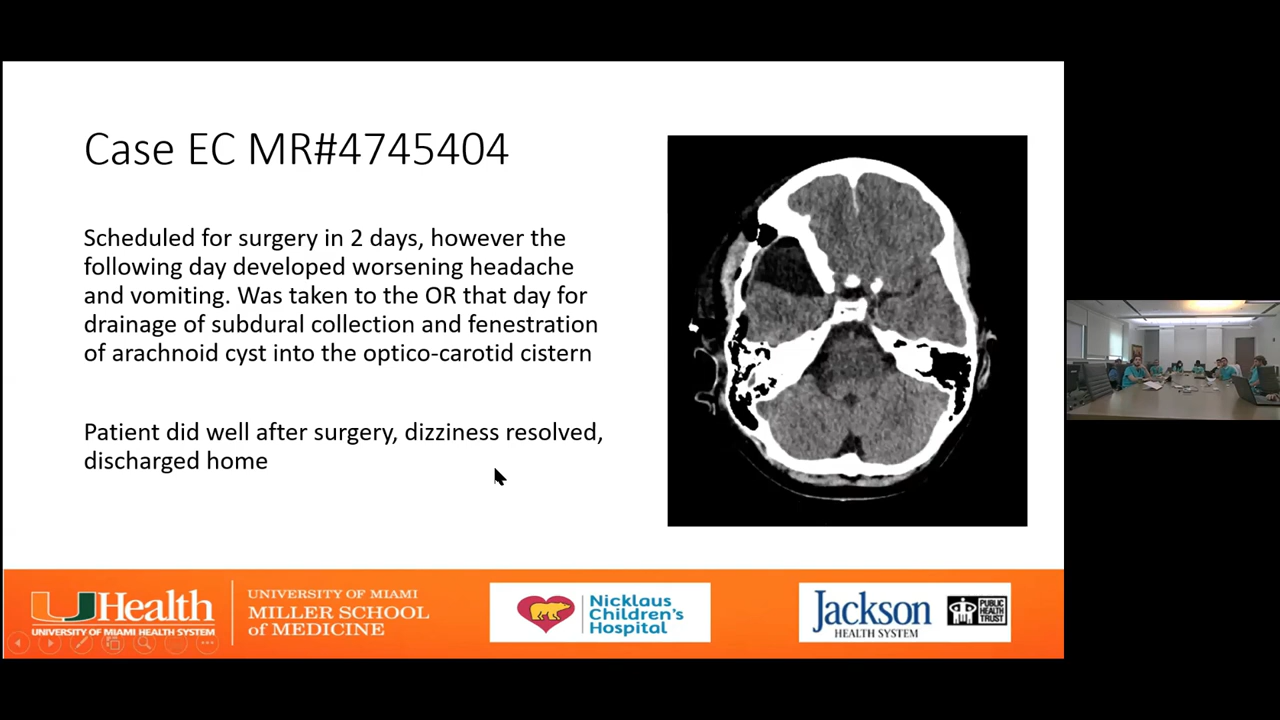 Case EC MR#4745404
Scheduled for surgery in 2 days, however the
following day developed worsening headache
and vomiting. Was taken to the OR that day for
drainage of subdural collection and fenestration
of arachnoid cyst into the optico-carotid cistern
Patient did well after surgery, dizziness resolved,
discharged home
UHealth
UNIVERSITY OF MIAMI HEALTH SYSTEM
UNIVERSITY OF MIAMI
MILLER SCHOOL
of MEDICINE
Nicklaus
Children's
Hospital
Jackson
HEALTH SYSTEM
PUBLIC
HEALTH
TRUST